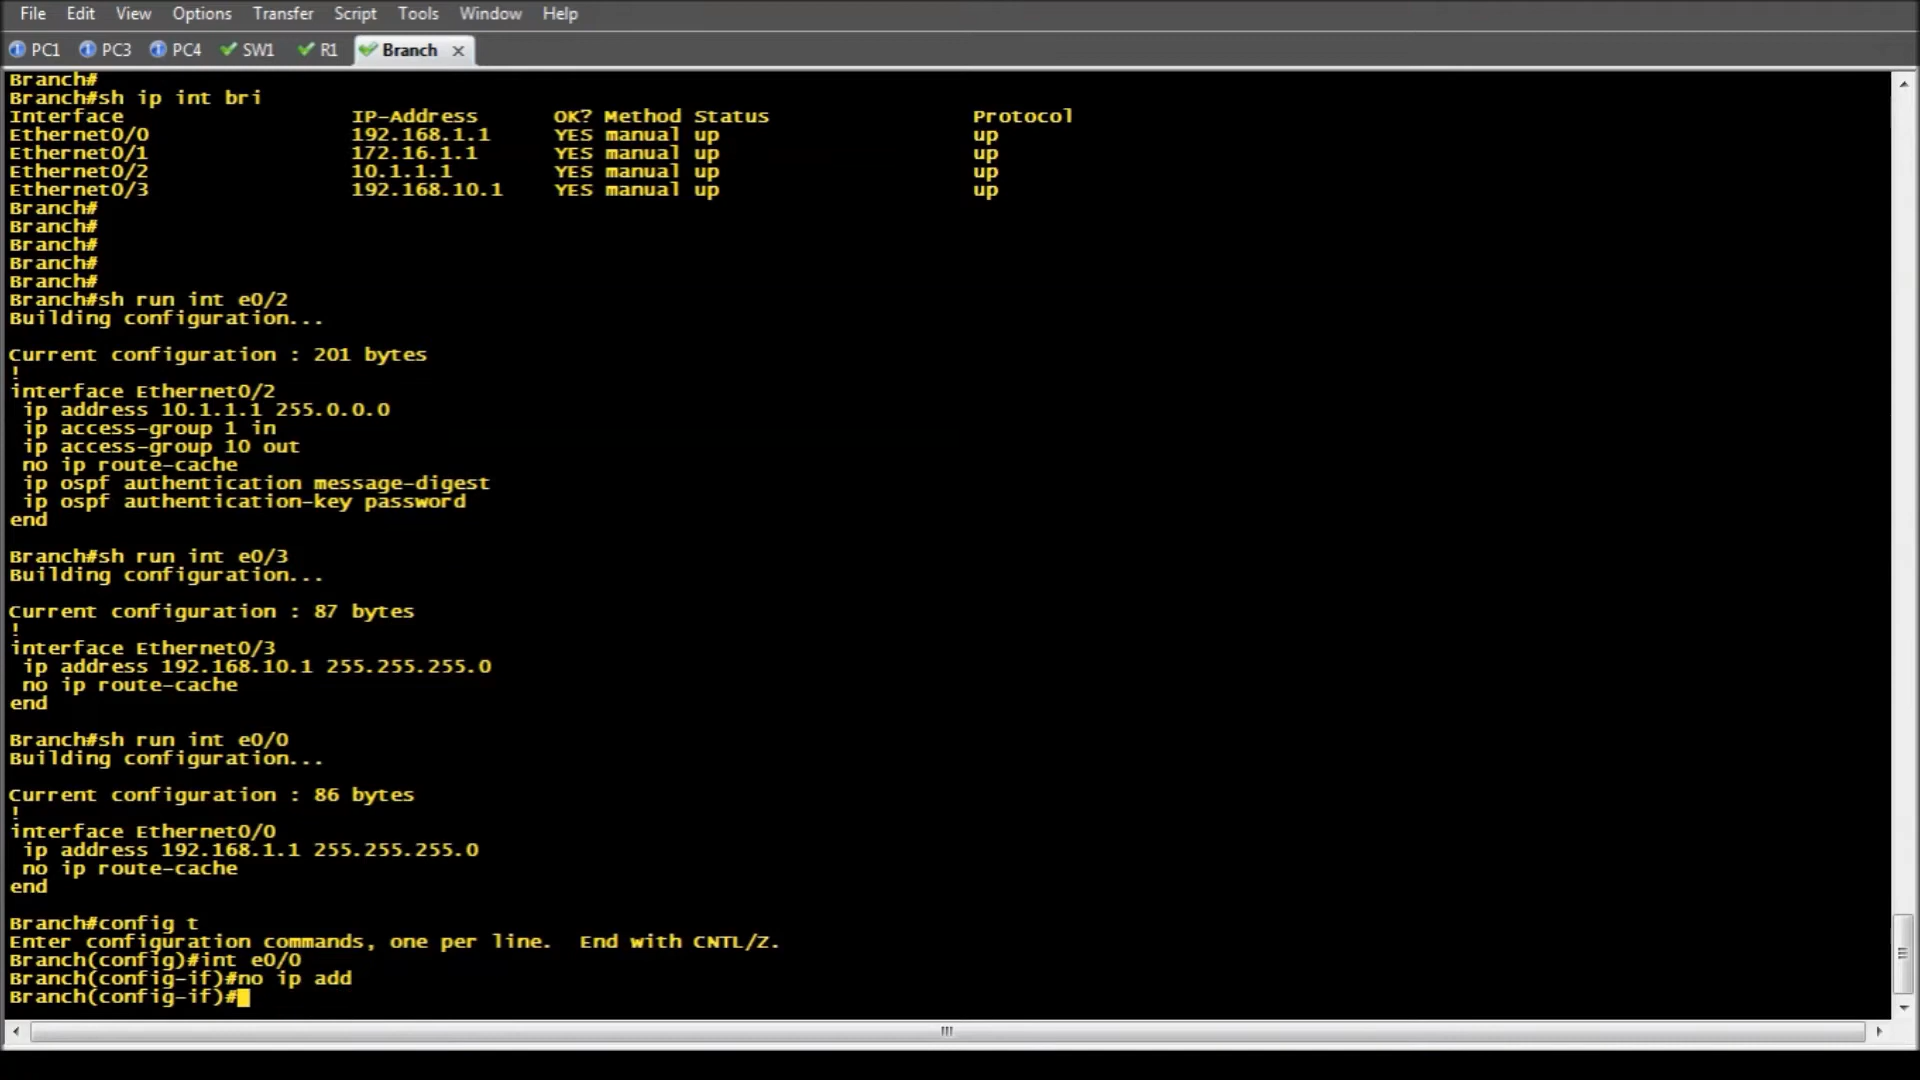 File Edit View Options Transfer Script Tools Window Help
PC1 PC3 PC4 SW1 R1 Branch
Branch#
Branch#sh ip int bri
Interface IP-Address OK? Method Status Protocol
Ethernet0/0 192.168.1.1 YES manual up up
Ethernet0/1 172.16.1.1 YES manual up up
Ethernet0/2 10.1.1.1 YES manual up up
Ethernet0/3 192.168.10.1 YES manual up up
Branch#
Branch#
Branch#
Branch#
Branch#
Branch#sh run int e0/2
Building configuration...
Current configuration : 201 bytes
!
interface Ethernet0/2
ip address 10.1.1.1 255.0.0.0
ip access-group 1 in
ip access-group 10 out
no ip route-cache
ip ospf authentication message-digest
ip ospf authentication-key password
end
Branch#sh run int e0/3
Building configuration...
Current configuration : 87 bytes
!
interface Ethernet0/3
ip address 192.168.10.1 255.255.255.0
no ip route-cache
end
Branch#sh run int e0/0
Building configuration...
Current configuration : 86 bytes
!
interface Ethernet0/0
ip address 192.168.1.1 255.255.255.0
no ip route-cache
end
Branch#config t
Enter configuration commands, one per line. End with CNTL/Z.
Branch(config)#int e0/0
Branch(config-if)#no ip add
Branch(config-if)#